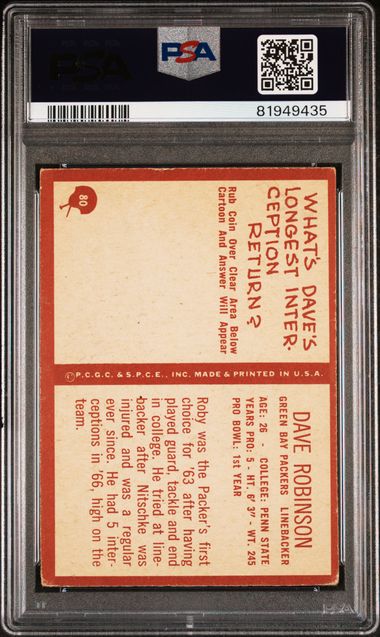 PSA
PSA
81949435
80
WHAT'S DAVE'S
LONGEST INTER-
CEPTION
RETURN?
Rub Coin Over Clear Area Below
Cartoon And Answer Will Appear
© P.C.G.C. & S.P.C.E., INC. MADE & PRINTED IN U.S.A.
DAVE ROBINSON
GREEN BAY PACKERS LINEBACKER
AGE: 26 - COLLEGE: PENN STATE
YEARS PRO: 5 - HT. 6' 3" - WT. 245
PRO BOWL: 1st YEAR
Roby was the Packer's first
choice for '63 after having
played guard, tackle and end
in college. He tried at line-
backer after Nitschke was
injured and was a regular
ever since. He had 5 inter-
ceptions in '66, high on the
team.